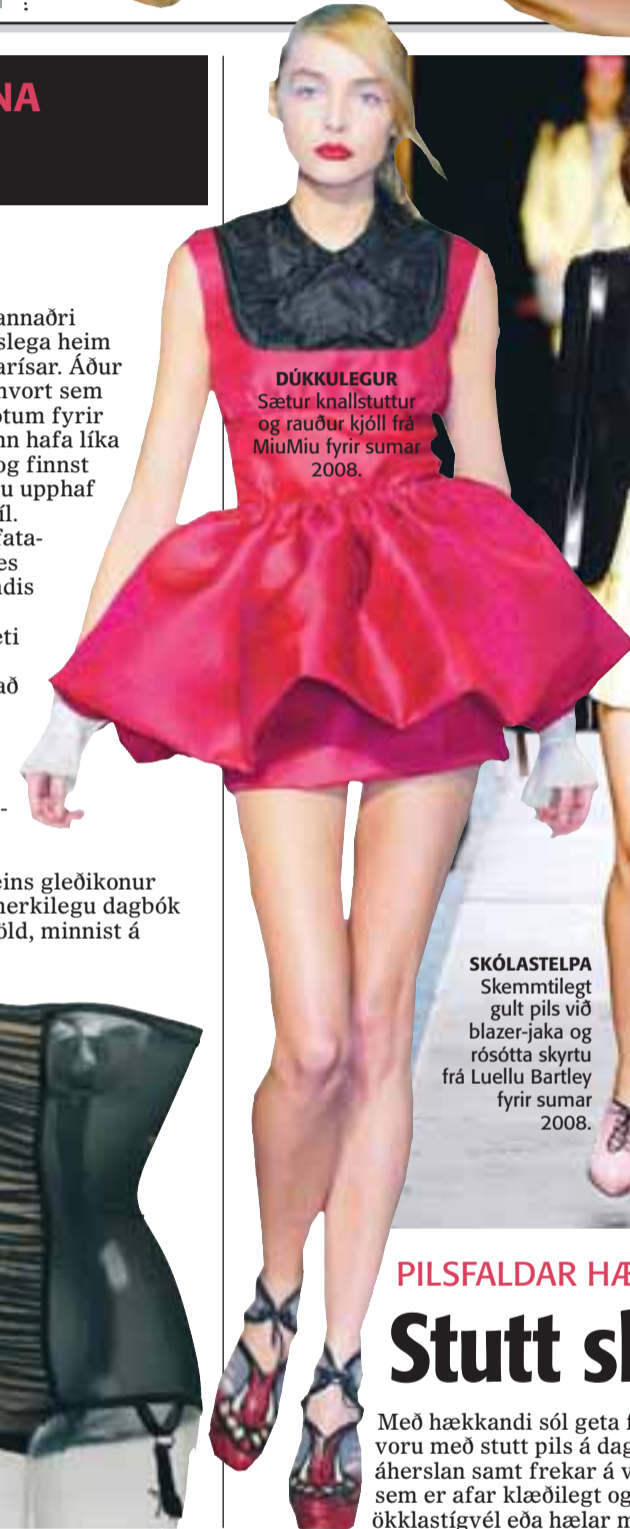 NA
annaðri
slega heim
arísar. Áður
hvort sem
ötum fyrir
nn hafa líka
og finnst
u upphaf
íl.
fata-
es
ndis
eti
að
-
eins gleðikonur
merkilegu dagbók
öld, minnist á
DÚKKULEGUR
Sætur knallstuttur
og rauður kjóll frá
MiuMiu fyrir sumar
2008.
SKÓLASTELPA
Skemmtilegt
gult pils við
blazer-jaka og
rósótta skyrtu
frá Luellu Bartley
fyrir sumar
2008.
PILSFALDAR HÆ
Stutt sk
Með hækkandi sól geta f
voru með stutt pils á dag
áherslan samt frekar á v
sem er afar klæðilegt og
ökklastígvél eða hælar m